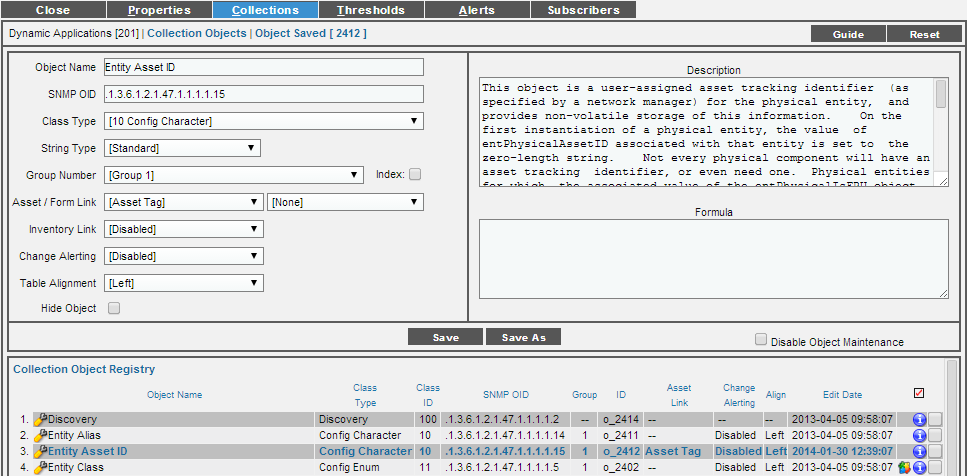 Close Properties Collections Thresholds Alerts Subscribers
Dynamic Applications [201] | Collection Objects | Object Saved [ 2412 ] Guide Reset
Object Name Entity Asset ID
SNMP OID .1.3.6.1.2.1.47.1.1.1.1.15
Class Type [10 Config Character]
String Type [Standard]
Group Number [Group 1] Index:
Asset / Form Link [Asset Tag] [None]
Inventory Link [Disabled]
Change Alerting [Disabled]
Table Alignment [Left]
Hide Object
Description
This object is a user-assigned asset tracking identifier (as
specified by a network manager) for the physical entity, and
provides non-volatile storage of this information. On the
first instantiation of a physical entity, the value of
entPhysicalAssetID associated with that entity is set to the
zero-length string. Not every physical component will have an
asset tracking identifier, or even need one. Physical entities
for which the associated value of the entPhysicalIsFRU object
Formula
Save Save As Disable Object Maintenance
Collection Object Registry
Object Name Class Type Class ID SNMP OID Group ID Asset Link Change Alerting Align Edit Date
1. Discovery Discovery 100 .1.3.6.1.2.1.47.1.1.1.1.2 -- o_2414 -- -- -- 2013-04-05 09:58:07
2. Entity Alias Config Character 10 .1.3.6.1.2.1.47.1.1.1.1.14 1 o_2411 -- Disabled Left 2013-04-05 09:58:07
3. Entity Asset ID Config Character 10 .1.3.6.1.2.1.47.1.1.1.1.15 1 o_2412 Asset Tag Disabled Left 2014-01-30 12:39:07
4. Entity Class Config Enum 11 .1.3.6.1.2.1.47.1.1.1.1.5 1 o_2402 -- Disabled Left 2013-04-05 09:58:07